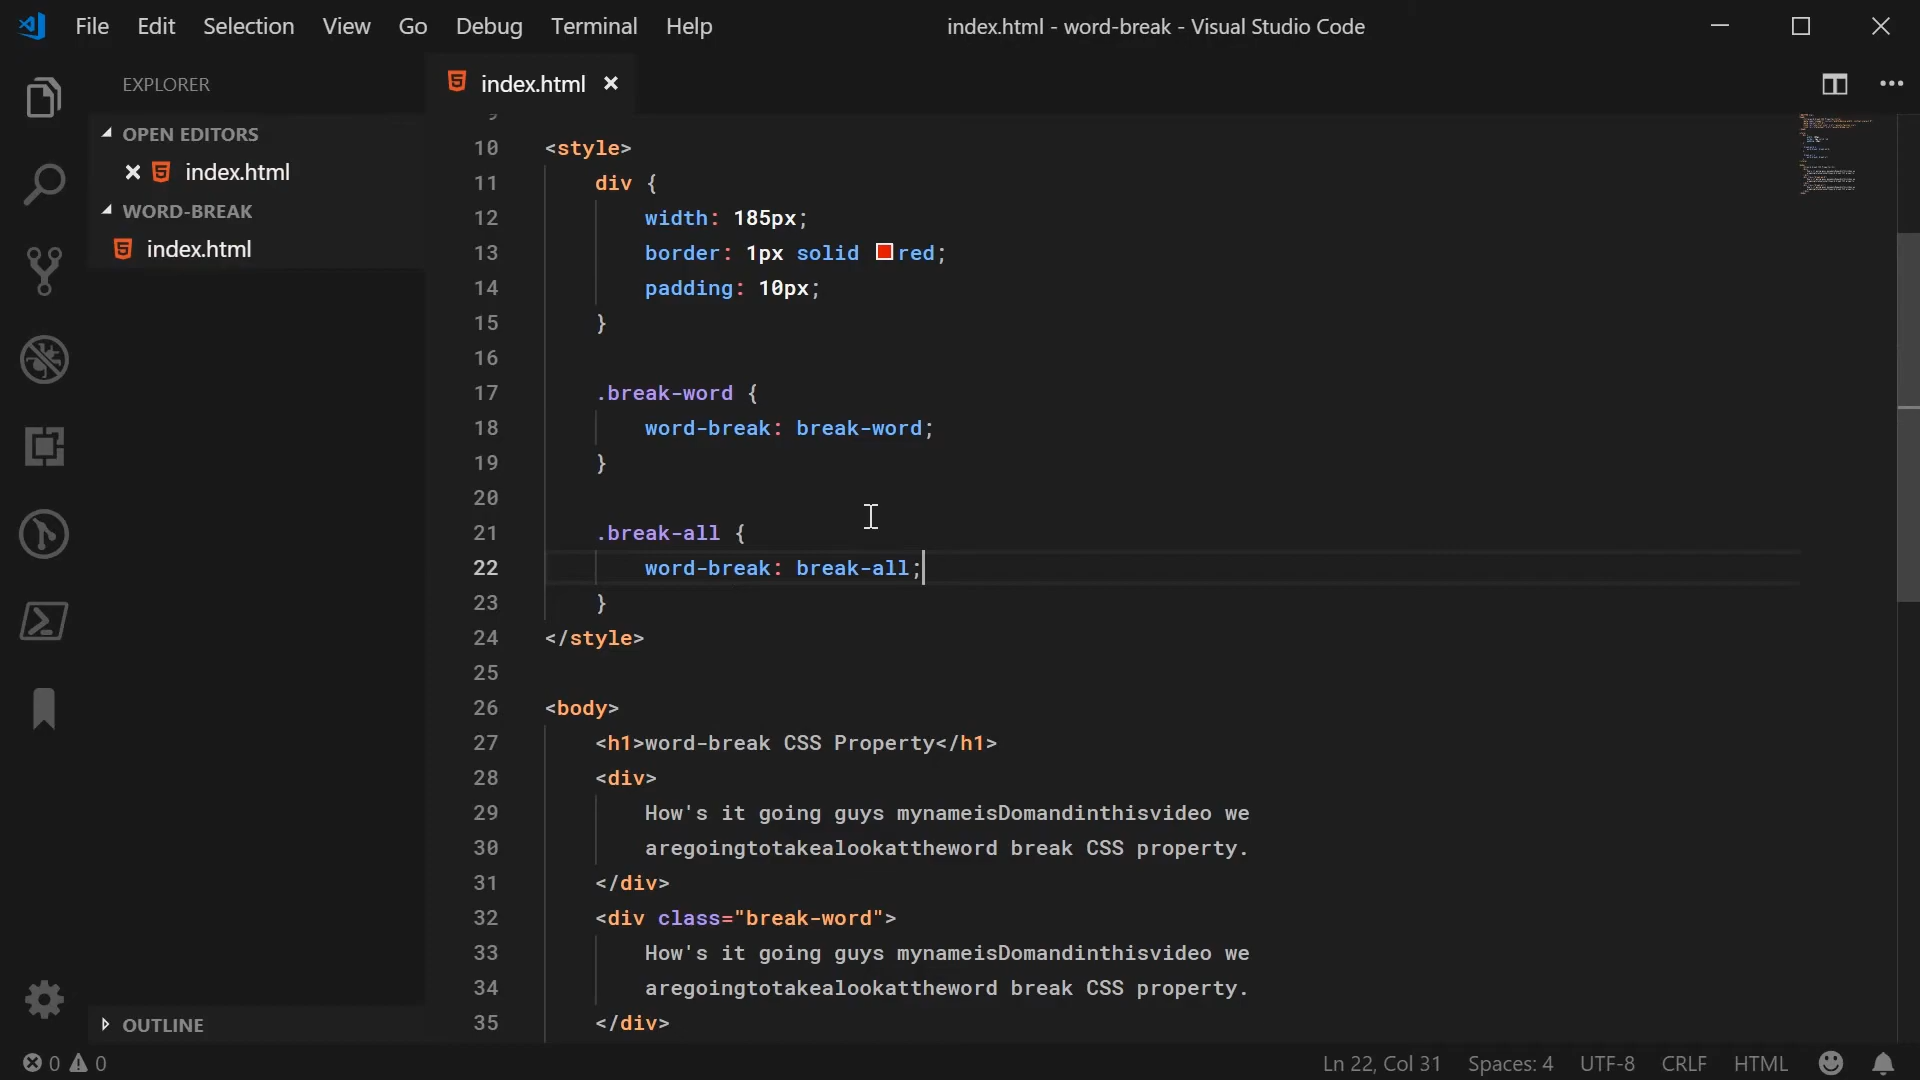 File Edit Selection View Go Debug Terminal Help index.html - word-break - Visual Studio Code
EXPLORER
OPEN EDITORS
index.html
WORD-BREAK
index.html
OUTLINE
index.html
10 <style>
11 div {
12 width: 185px;
13 border: 1px solid red;
14 padding: 10px;
15 }
16
17 .break-word {
18 word-break: break-word;
19 }
20
21 .break-all {
22 word-break: break-all;
23 }
24 </style>
25
26 <body>
27 <h1>word-break CSS Property</h1>
28 <div>
29 How's it going guys mynameisDomandinthisvideo we
30 aregoingtotakealookattheword break CSS property.
31 </div>
32 <div class="break-word">
33 How's it going guys mynameisDomandinthisvideo we
34 aregoingtotakealookattheword break CSS property.
35 </div>
0 0 Ln 22, Col 31 Spaces: 4 UTF-8 CRLF HTML